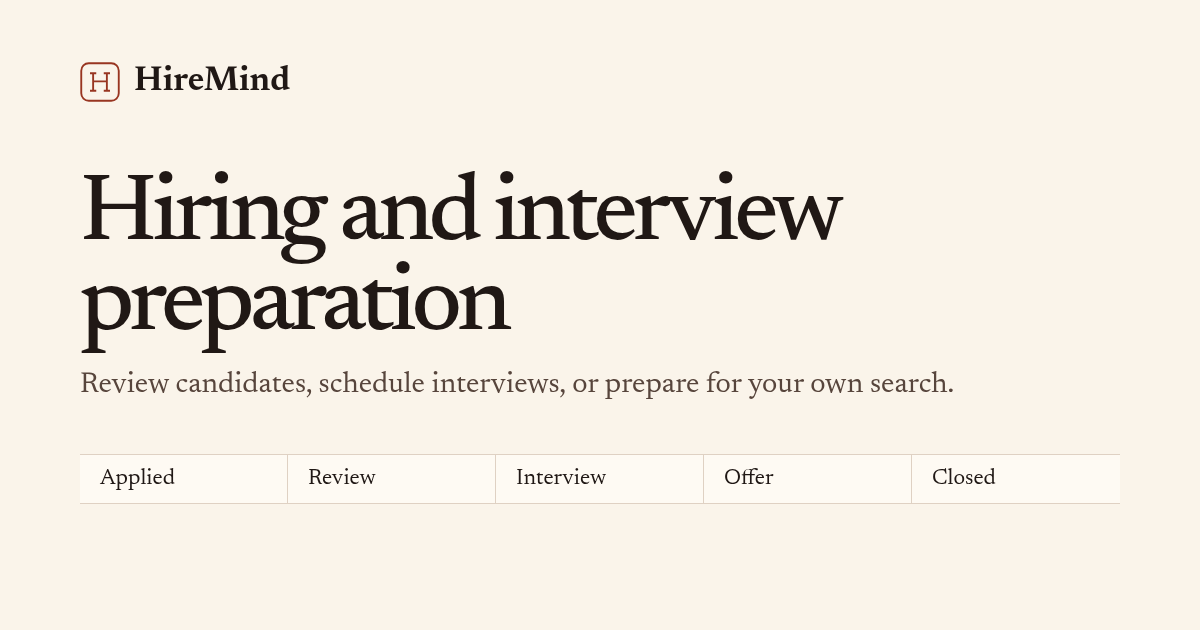 H HireMind
Hiring and interview
preparation
Review candidates, schedule interviews, or prepare for your own search.
Applied Review Interview Offer Closed